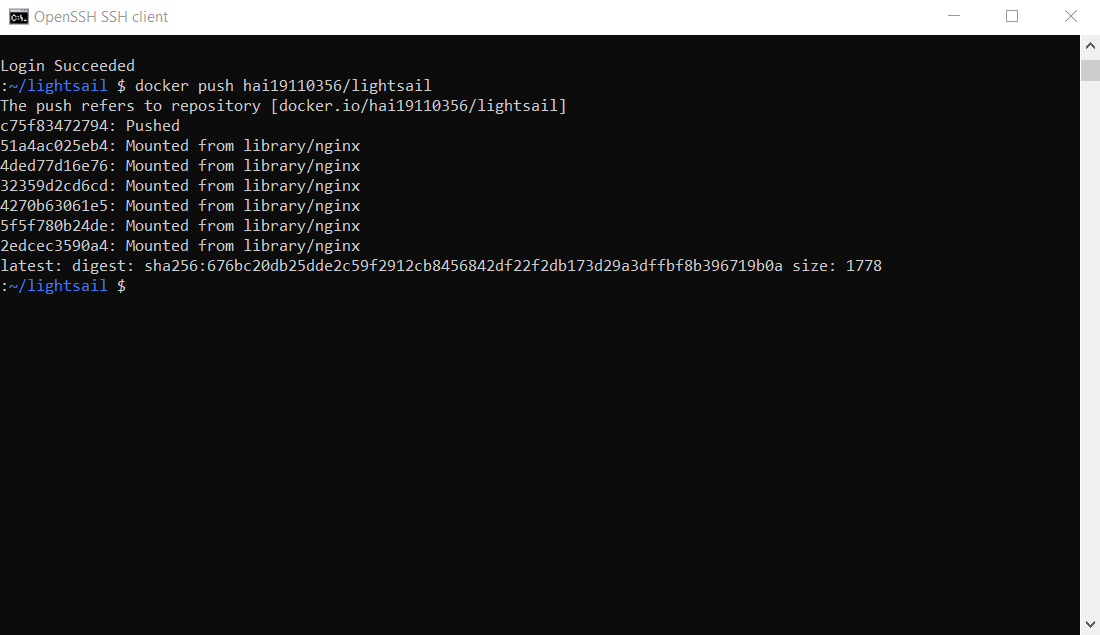 OpenSSH SSH client
Login Succeeded
:~/lightsail $ docker push hai19110356/lightsail
The push refers to repository [docker.io/hai19110356/lightsail]
c75f83472794: Pushed
51a4ac025eb4: Mounted from library/nginx
4ded77d16e76: Mounted from library/nginx
32359d2cd6cd: Mounted from library/nginx
4270b63061e5: Mounted from library/nginx
5f5f780b24de: Mounted from library/nginx
2edcec3590a4: Mounted from library/nginx
latest: digest: sha256:676bc20db25dde2c59f2912cb8456842df22f2db173d29a3dffbf8b396719b0a size: 1778
:~/lightsail $